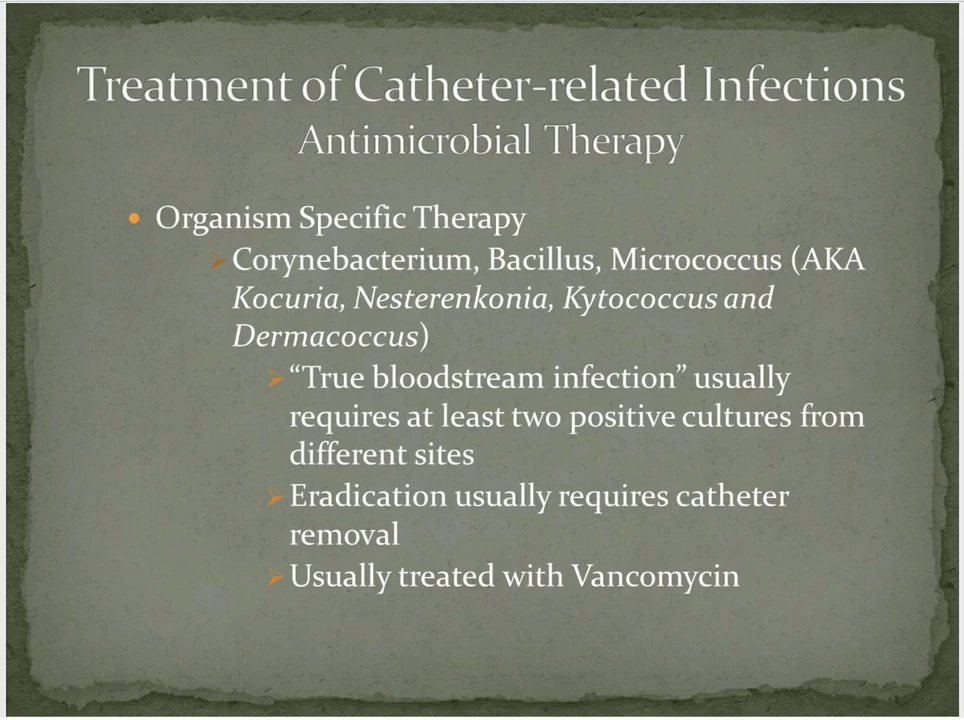 Treatment of Catheter-related Infections
Antimicrobial Therapy
Organism Specific Therapy
Corynebacterium, Bacillus, Micrococcus (AKA
Kocuria, Nesterenkonia, Kytococcus and
Dermacoccus)
“True bloodstream infection” usually
requires at least two positive cultures from
different sites
Eradication usually requires catheter
removal
Usually treated with Vancomycin